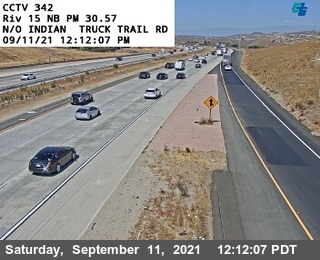 CCTV 342
Riv 15 NB PM 30.57
N/O INDIAN TRUCK TRAIL RD
09/11/21 12:12:07 PM
Saturday, September 11, 2021 12:12:07 PDT